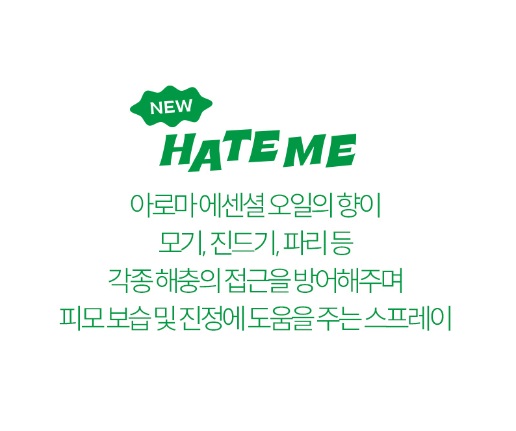 NEW
HATE ME
아로마 에센셜 오일의 향이
모기, 진드기, 파리 등
각종 해충의 접근을 방어해주며
피모 보습 및 진정에 도움을 주는 스프레이